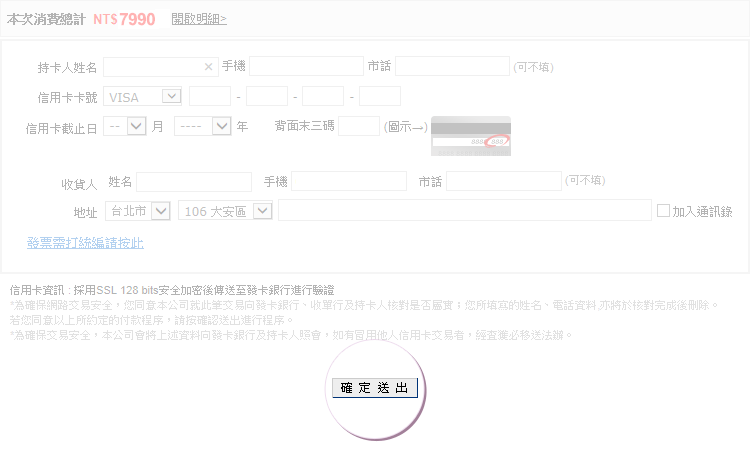 本次消費總計 NT$7990 開啟明細>
持卡人姓名 × 手機 市話 (可不填)
信用卡卡號 VISA - - -
信用卡截止日 -- 月 ---- 年 背面末三碼 (圖示→)
收貨人 姓名 手機 市話 (可不填)
地址 台北市 106 大安區 加入通訊錄
發票需打統編請按此
信用卡資訊 : 採用SSL 128 bits安全加密後傳送至發卡銀行進行驗證
*為確保網路交易安全，您同意本公司就此筆交易向發卡銀行、收單行及持卡人核對是否屬實；您所填寫的姓名、電話資料,亦將於核對完成後刪除。
若您同意以上所約定的付款程序，請按確認送出進行程序。
*為確保交易安全，本公司會將上述資料向發卡銀行及持卡人照會，如有冒用他人信用卡交易者，經查獲必移送法辦。
確 定 送 出